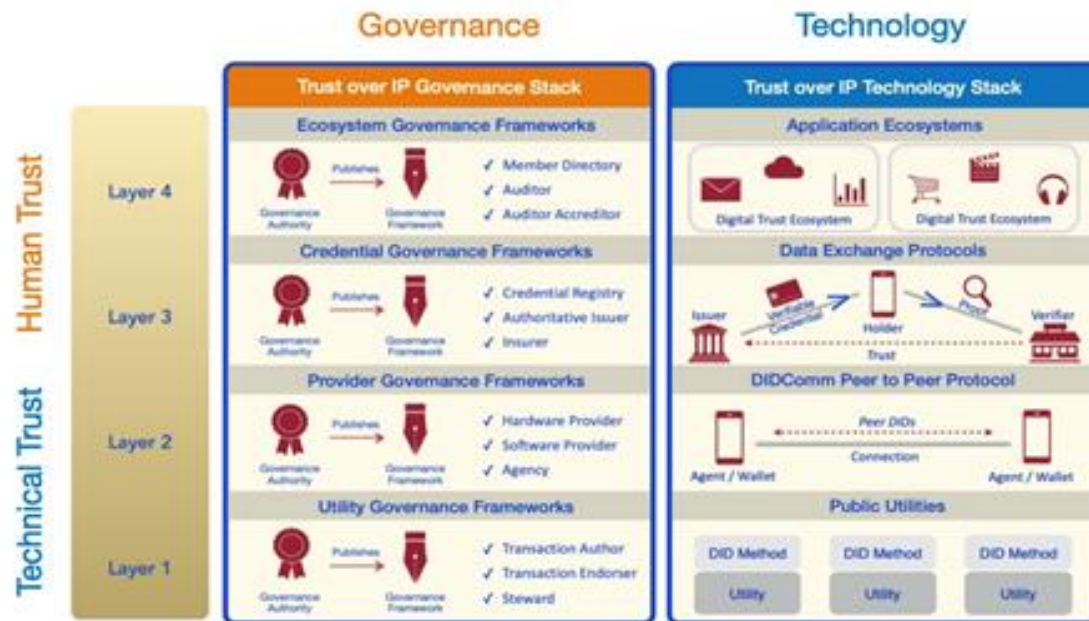 Governance
Technology
Human Trust
Technical Trust
Layer 4
Layer 3
Layer 2
Layer 1
Trust over IP Governance Stack
Ecosystem Governance Frameworks
Publishes
Governance
Authority
Governance
Framework
✓ Member Directory
✓ Auditor
✓ Auditor Accreditor
Credential Governance Frameworks
Publishes
Governance
Authority
Governance
Framework
✓ Credential Registry
✓ Authoritative Issuer
✓ Insurer
Provider Governance Frameworks
Publishes
Governance
Authority
Governance
Framework
✓ Hardware Provider
✓ Software Provider
✓ Agency
Utility Governance Frameworks
Publishes
Governance
Authority
Governance
Framework
✓ Transaction Author
✓ Transaction Endorser
✓ Steward
Trust over IP Technology Stack
Application Ecosystems
Digital Trust Ecosystem
Digital Trust Ecosystem
Data Exchange Protocols
Issuer
Verifiable
Credential
Holder
Proof
Verifier
Trust
DIDComm Peer to Peer Protocol
Peer DIDs
Connection
Agent / Wallet
Agent / Wallet
Public Utilities
DID Method
DID Method
DID Method
Utility
Utility
Utility